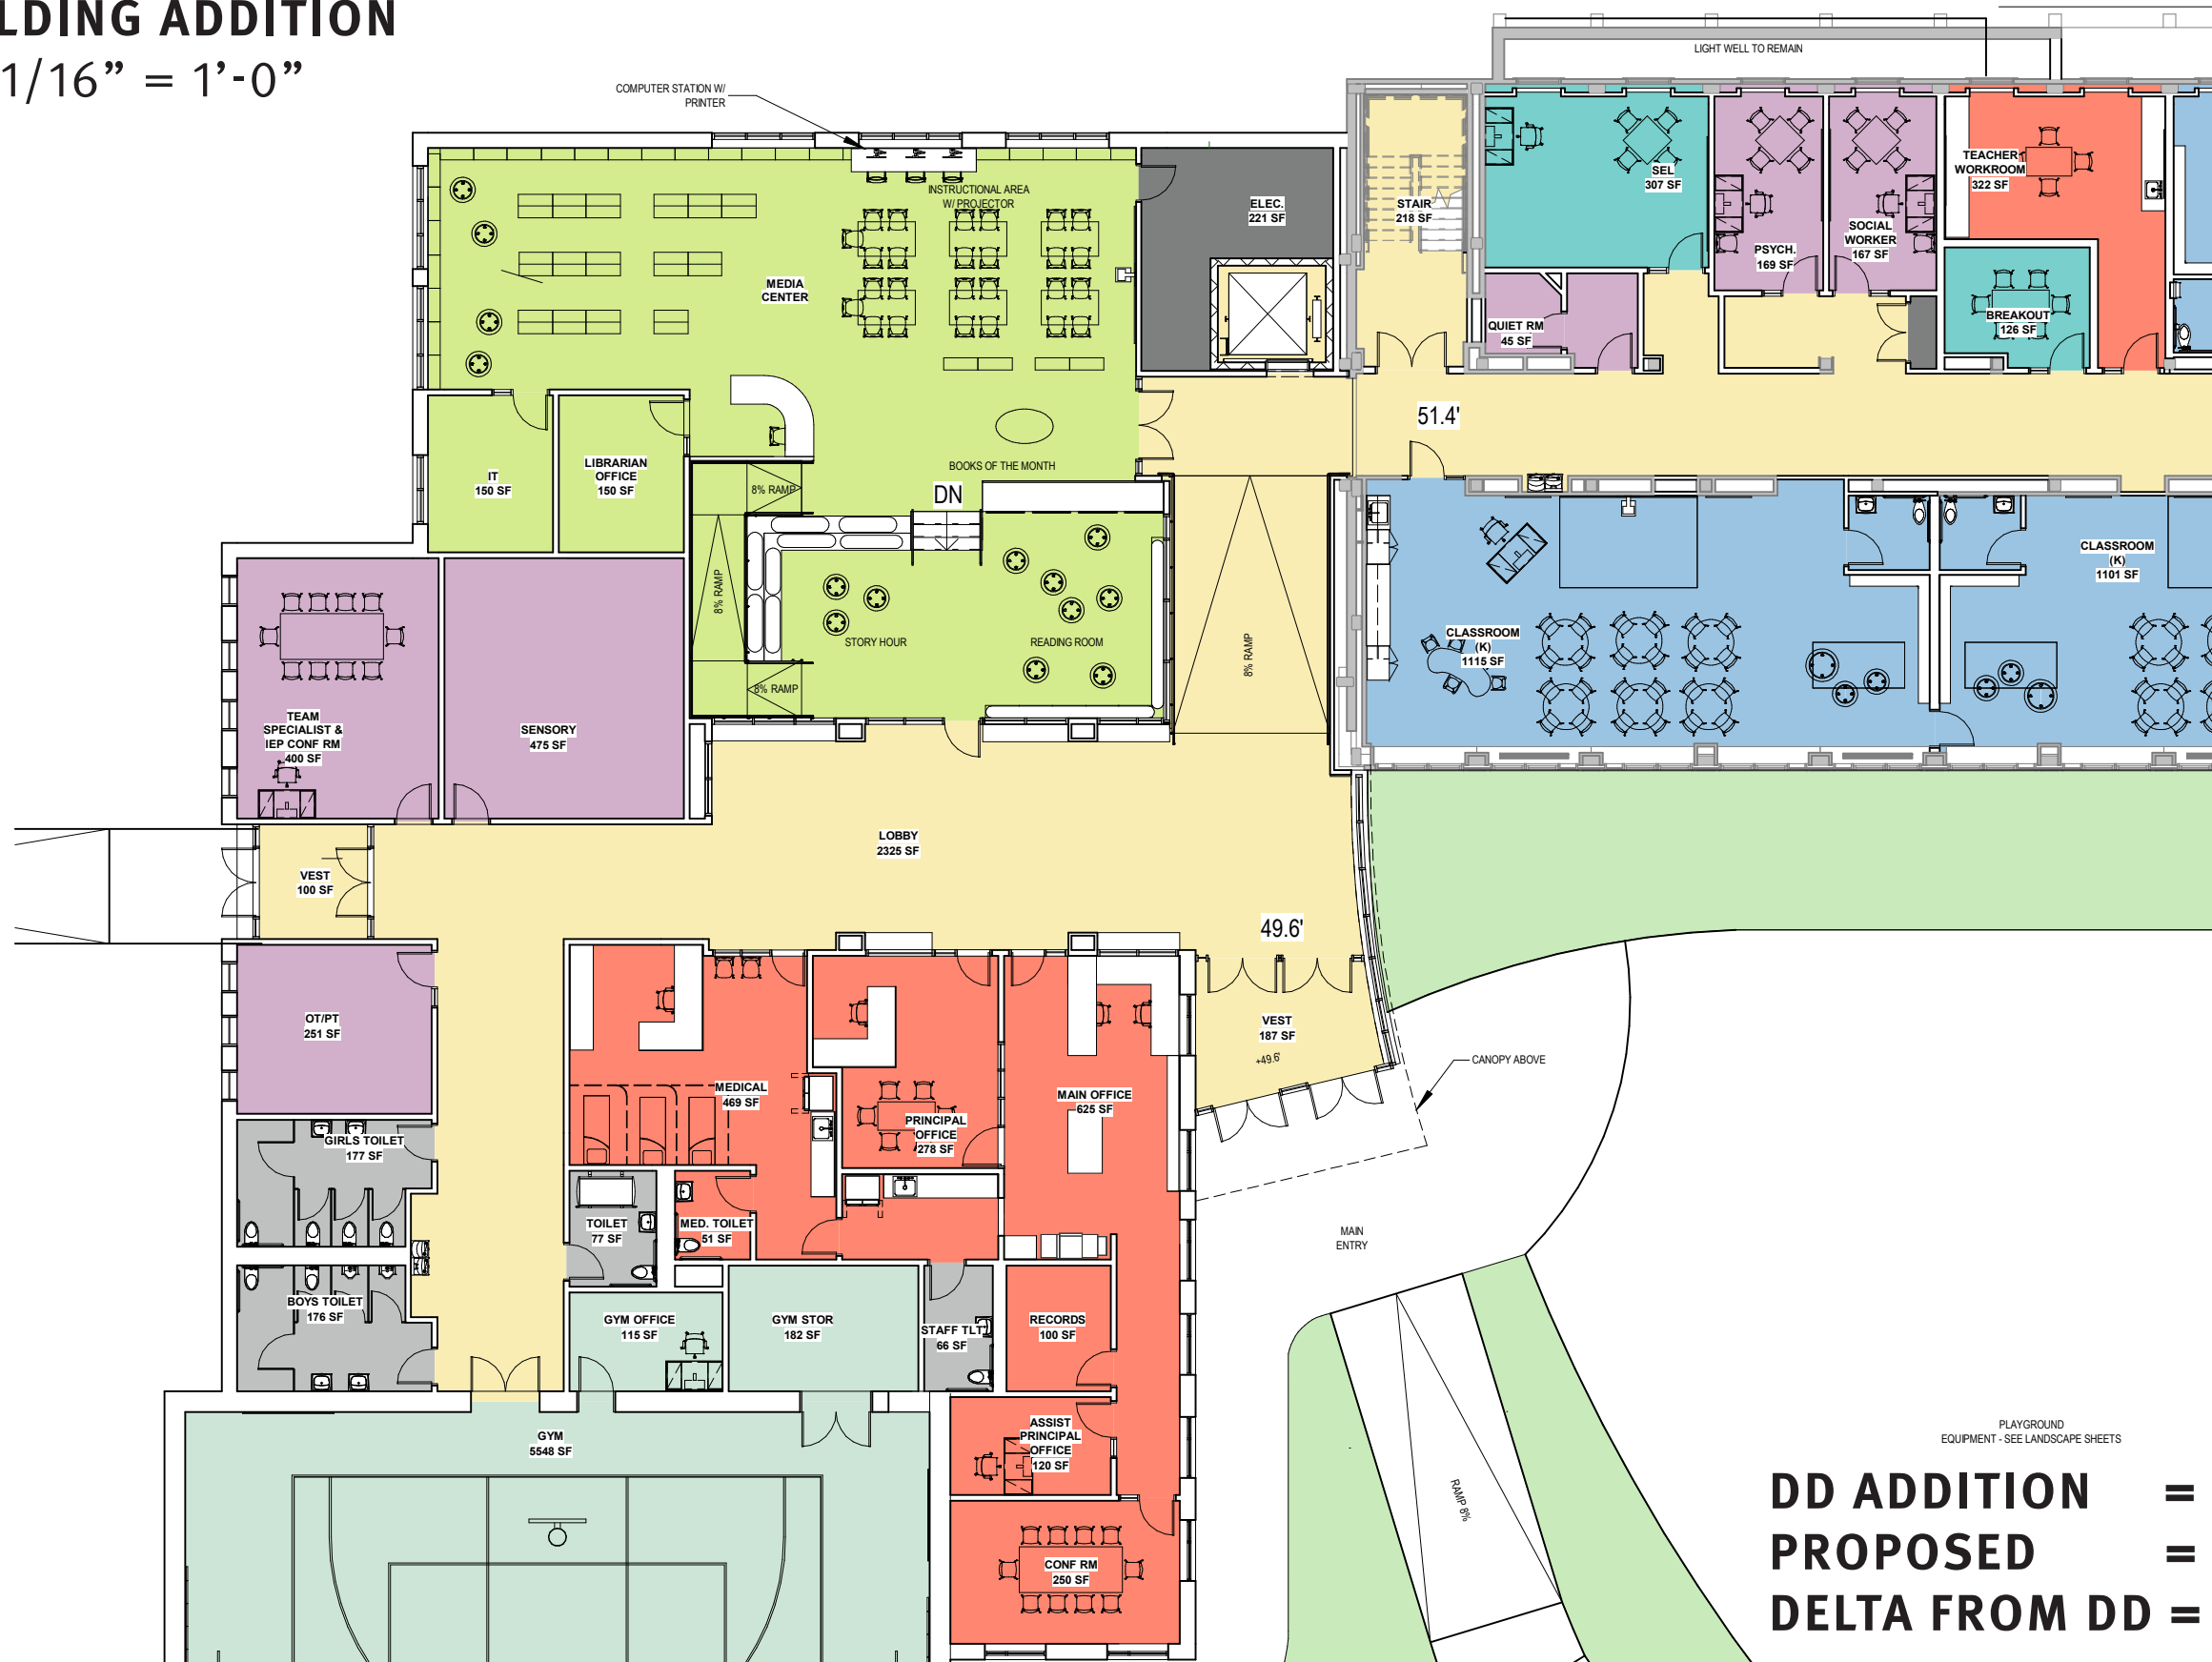 LDING ADDITION
1/16” = 1’-0”
COMPUTER STATION W/
PRINTER
LIGHT WELL TO REMAIN
INSTRUCTIONAL AREA
W/ PROJECTOR
MEDIA
CENTER
ELEC.
221 SF
STAIR
218 SF
SEL
307 SF
PSYCH.
169 SF
SOCIAL
WORKER
167 SF
TEACHER
WORKROOM
322 SF
BREAKOUT
126 SF
QUIET RM
45 SF
51.4'
IT
150 SF
LIBRARIAN
OFFICE
150 SF
BOOKS OF THE MONTH
8% RAMP
DN
8% RAMP
8% RAMP
STORY HOUR
READING ROOM
8% RAMP
CLASSROOM
(K)
1115 SF
CLASSROOM
(K)
1101 SF
TEAM
SPECIALIST &
IEP CONF RM
400 SF
SENSORY
475 SF
LOBBY
2325 SF
VEST
100 SF
49.6'
OT/PT
251 SF
VEST
187 SF
+49.6'
CANOPY ABOVE
MEDICAL
469 SF
PRINCIPAL
OFFICE
278 SF
MAIN OFFICE
625 SF
GIRLS TOILET
177 SF
TOILET
77 SF
MED. TOILET
51 SF
MAIN
ENTRY
BOYS TOILET
176 SF
GYM OFFICE
115 SF
GYM STOR
182 SF
STAFF TLT
66 SF
RECORDS
100 SF
GYM
5548 SF
ASSIST
PRINCIPAL
OFFICE
120 SF
CONF RM
250 SF
RAMP 8%
PLAYGROUND
EQUIPMENT - SEE LANDSCAPE SHEETS
DD ADDITION =
PROPOSED =
DELTA FROM DD =